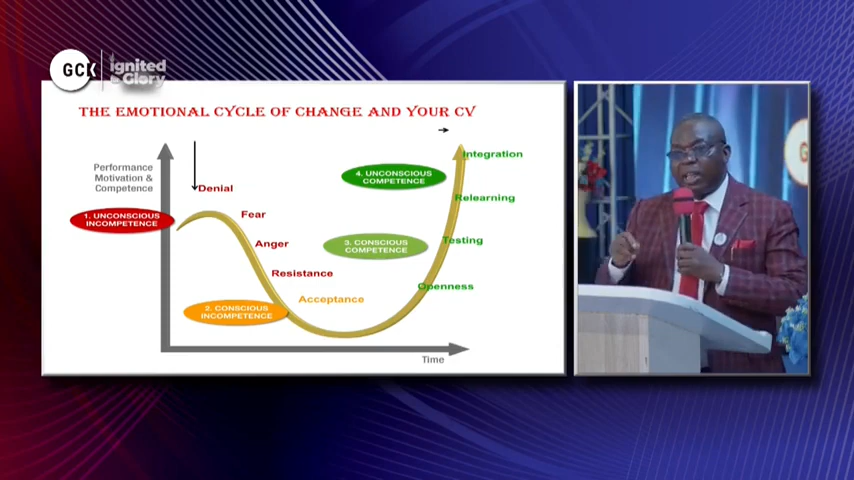 GCK
Ignited
Glory
THE EMOTIONAL CYCLE OF CHANGE AND YOUR CV
Performance
Motivation &
Competence
1. UNCONSCIOUS
INCOMPETENCE
Denial
Fear
Anger
Resistance
Acceptance
2. CONSCIOUS
INCOMPETENCE
3. CONSCIOUS
COMPETENCE
4. UNCONSCIOUS
COMPETENCE
Integration
Relearning
Testing
Openness
Time